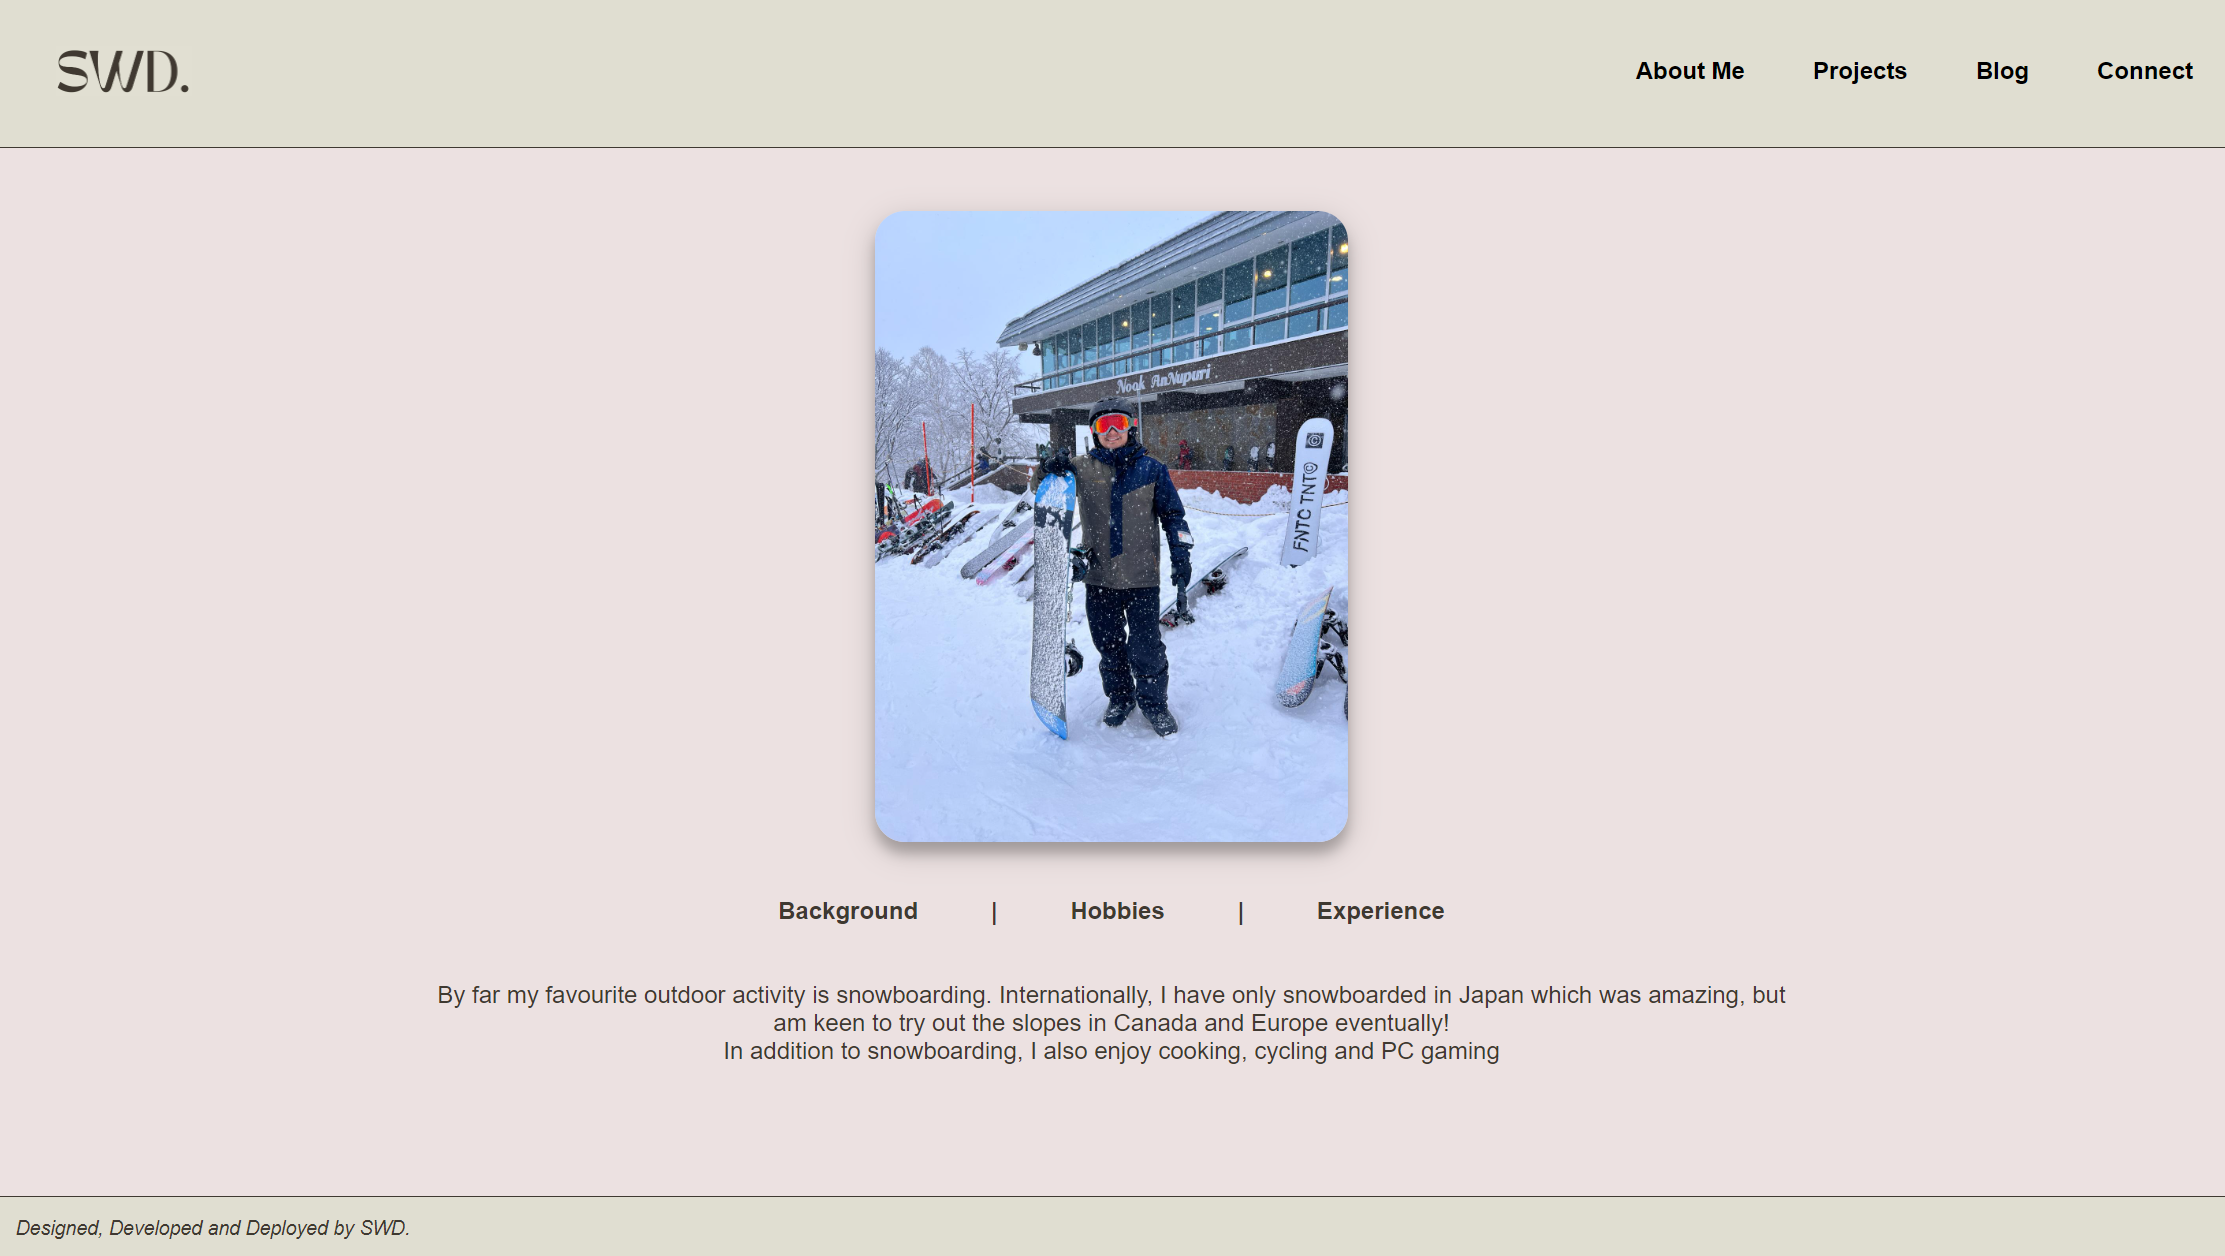 SWD.
About Me
Projects
Blog
Connect
Nook AnNupuri
FNTC TNT©
Background | Hobbies | Experience
By far my favourite outdoor activity is snowboarding. Internationally, I have only snowboarded in Japan which was amazing, but
am keen to try out the slopes in Canada and Europe eventually!
In addition to snowboarding, I also enjoy cooking, cycling and PC gaming
Designed, Developed and Deployed by SWD.